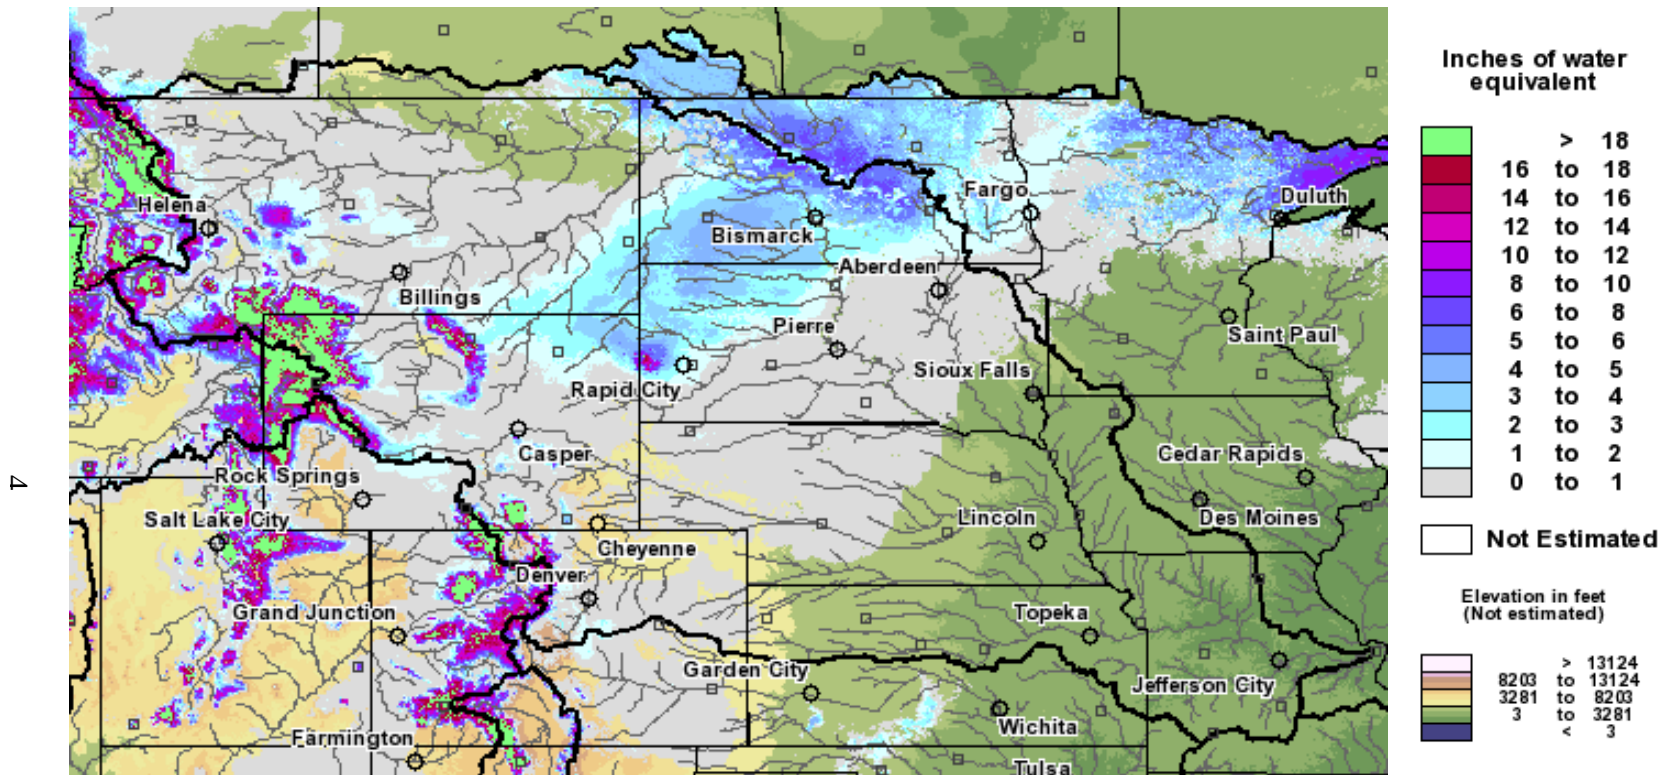 Helena
Fargo
Duluth
Bismarck
Aberdeen
Billings
Pierre
Saint Paul
Rapid City
Sioux Falls
Casper
Cedar Rapids
Rock Springs
Salt Lake City
Lincoln
Des Moines
Cheyenne
Denver
Grand Junction
Topeka
Garden City
Jefferson City
Wichita
Farmington
Tulsa
4
Inches of water
equivalent
> 18
16 to 18
14 to 16
12 to 14
10 to 12
8 to 10
6 to 8
5 to 6
4 to 5
3 to 4
2 to 3
1 to 2
0 to 1
Not Estimated
Elevation in feet
(Not estimated)
> 13124
8203 to 13124
3281 to 8203
3 to 3281
< 3